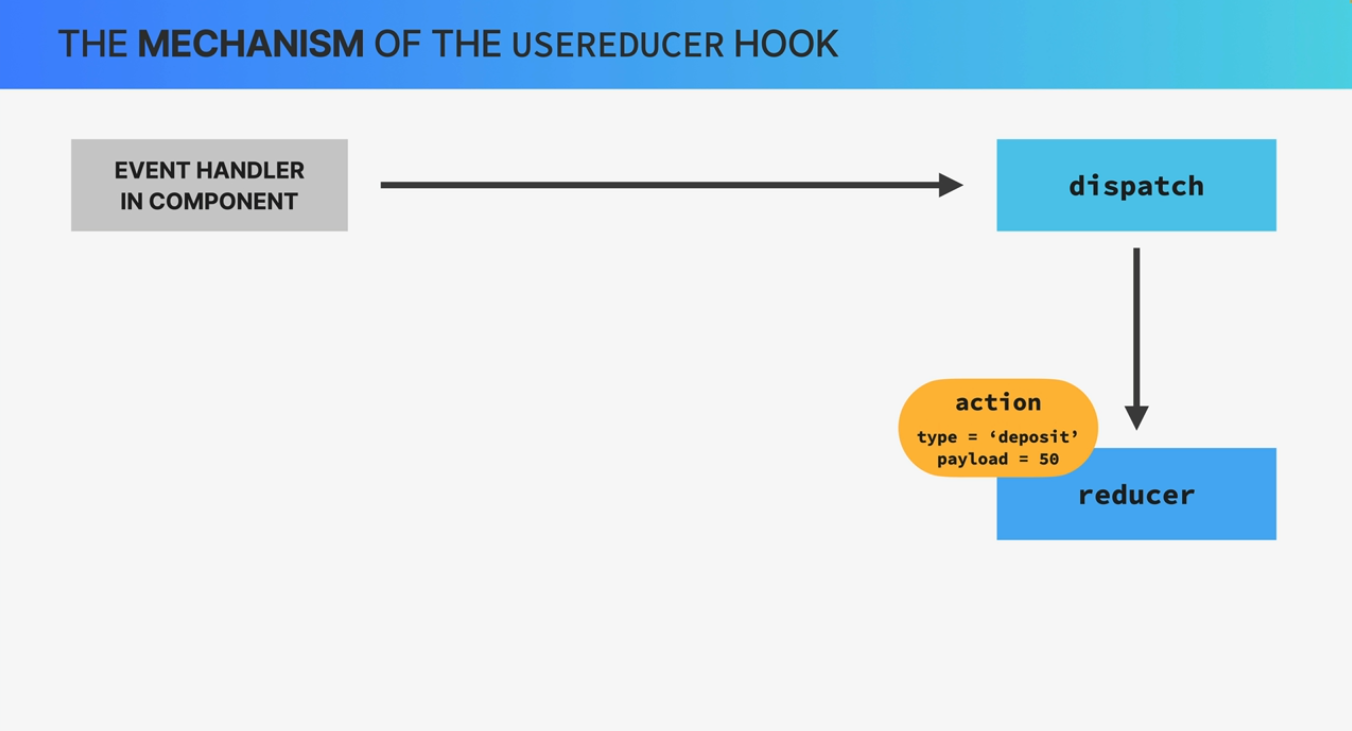 THE MECHANISM OF THE USEREDUCER HOOK
EVENT HANDLER
IN COMPONENT
dispatch
action
type = ‘deposit’
payload = 50
reducer